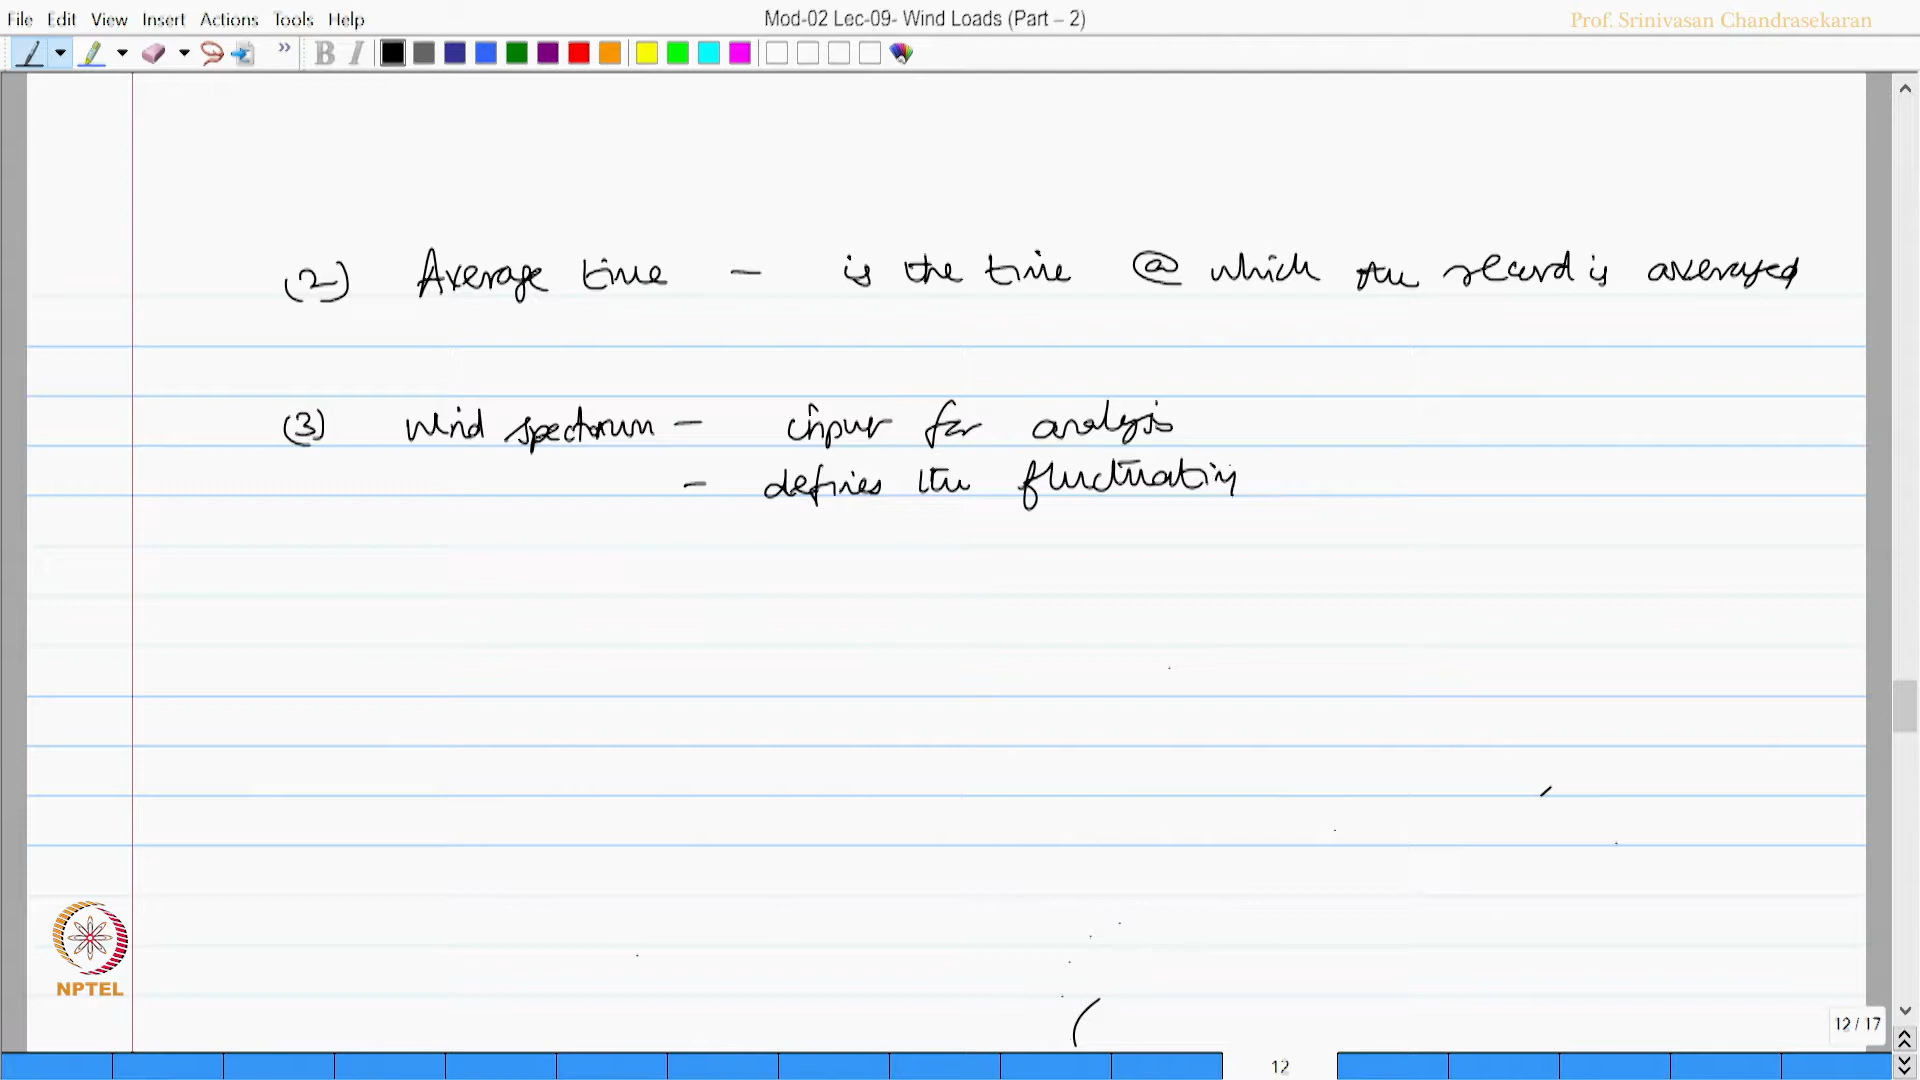 File Edit View Insert Actions Tools Help
Mod-02 Lec-09- Wind Loads (Part – 2)
Prof. Srinivasan Chandrasekaran
B I
(2) Average time – is the time @ which the record is averaged
(3) Wind spectrum – input for analysis
– defines the fluctuating
NPTEL
12 / 17
12